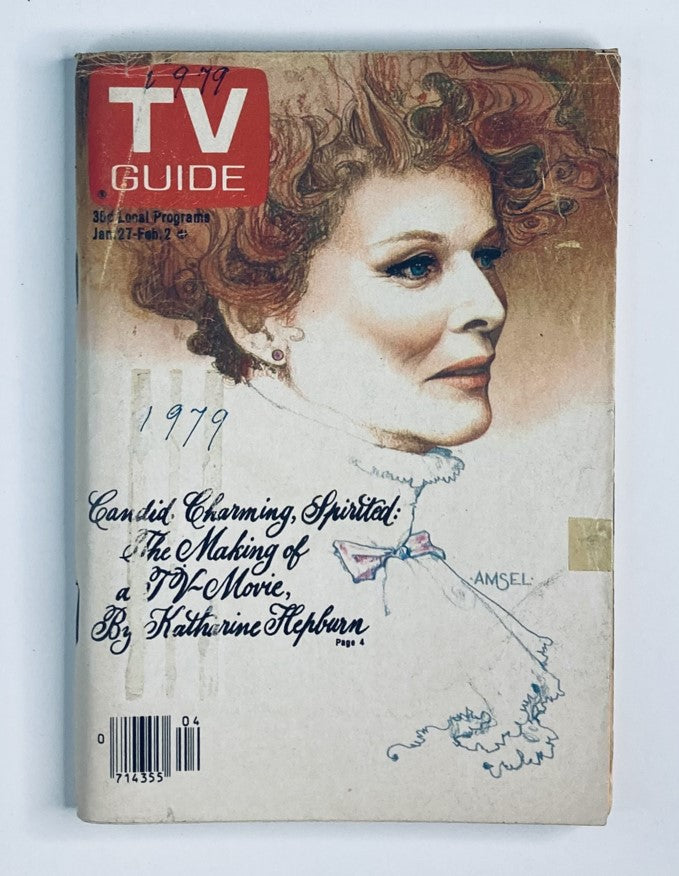 1979
TV
GUIDE
®
35¢ Local Programs
Jan. 27-Feb. 2
1979
Candid, Charming, Spirited:
The Making of
a TV-Movie,
By Katharine Hepburn
Page 4
·AMSEL·
04
0
714355